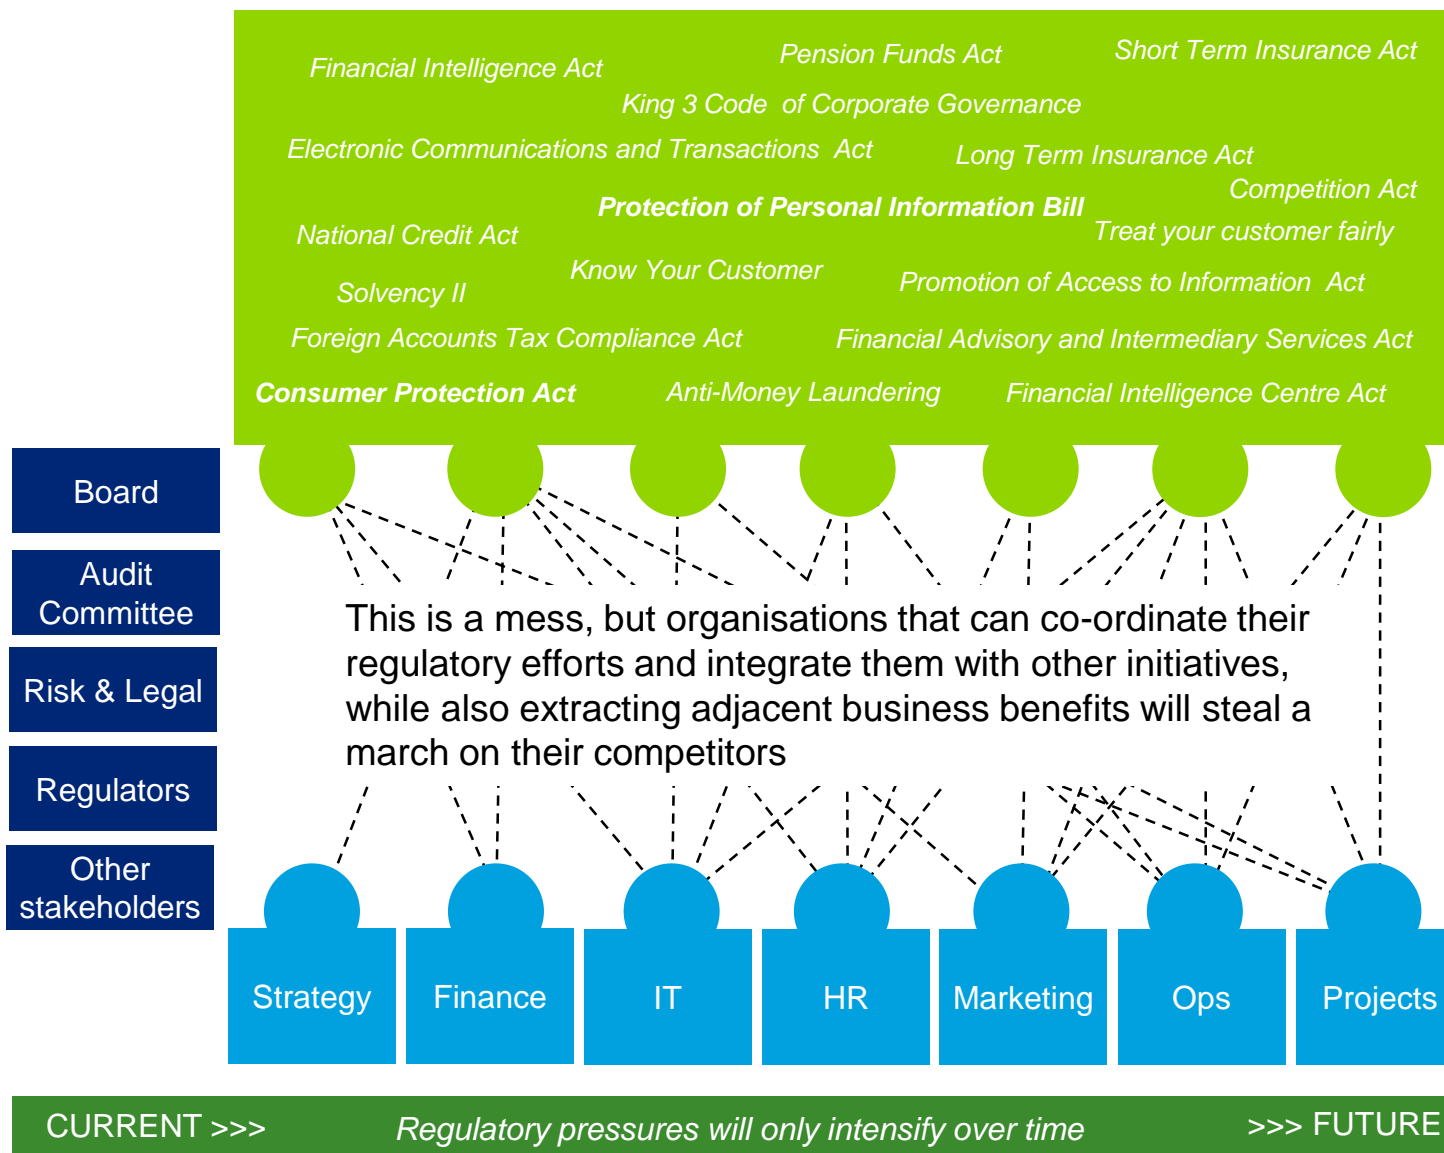 Financial Intelligence Act
Pension Funds Act
Short Term Insurance Act
King 3 Code of Corporate Governance
Electronic Communications and Transactions Act
Long Term Insurance Act
Competition Act
Protection of Personal Information Bill
National Credit Act
Treat your customer fairly
Know Your Customer
Promotion of Access to Information Act
Solvency II
Foreign Accounts Tax Compliance Act
Financial Advisory and Intermediary Services Act
Consumer Protection Act
Anti-Money Laundering
Financial Intelligence Centre Act
Board
Audit
Committee
Risk & Legal
Regulators
Other
stakeholders
This is a mess, but organisations that can co-ordinate their
regulatory efforts and integrate them with other initiatives,
while also extracting adjacent business benefits will steal a
march on their competitors
Strategy
Finance
IT
HR
Marketing
Ops
Projects
CURRENT >>>
Regulatory pressures will only intensify over time
>>> FUTURE